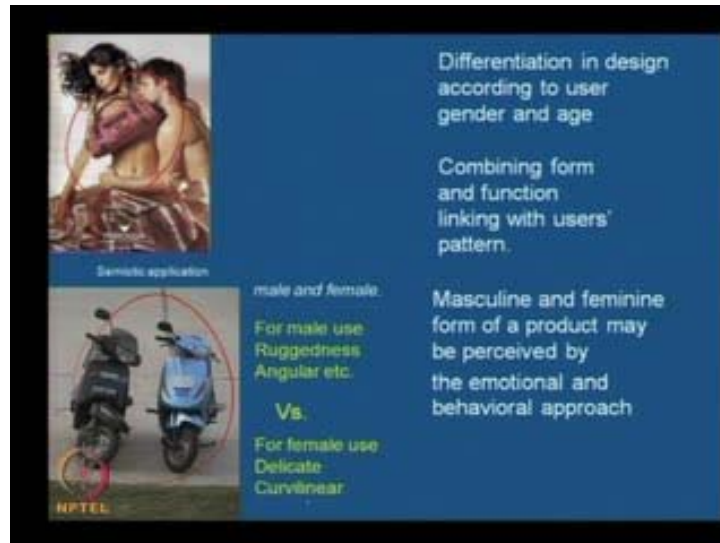 Differentiation in design
according to user
gender and age
Combining form
and function
linking with users'
pattern.
Masculine and feminine
form of a product may
be perceived by
the emotional and
behavioral approach
Semiotic application
male and female.
For male use
Ruggedness
Angular etc.
Vs.
For female use
Delicate
Curvilinear
NPTEL